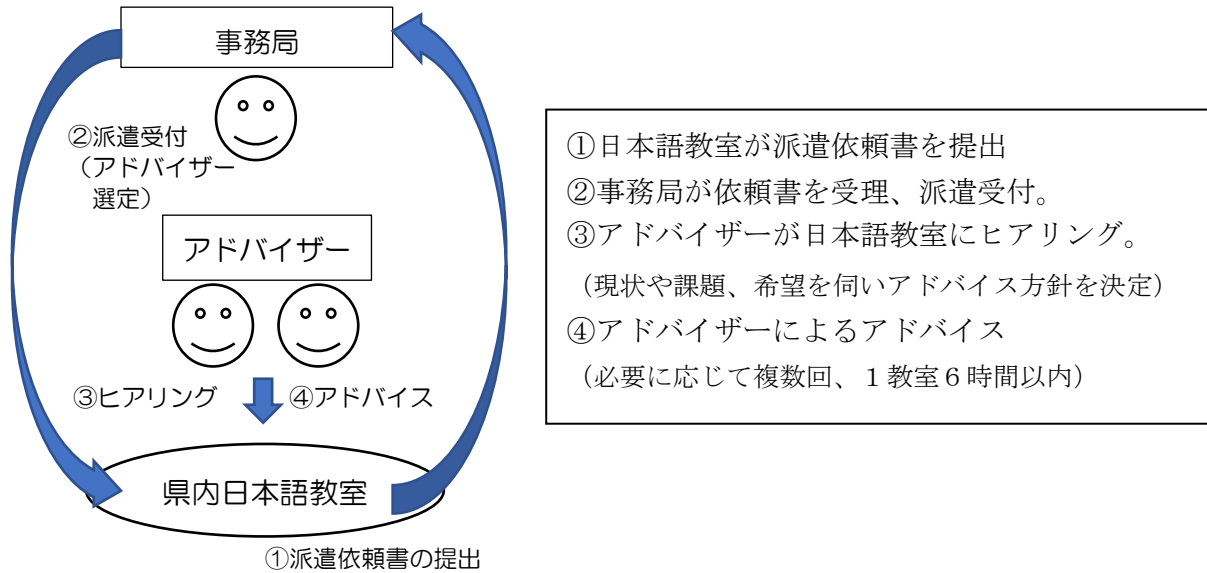 事務局
②派遣受付
（アドバイザー
選定）
アドバイザー
③ヒアリング
④アドバイス
県内日本語教室
①派遣依頼書の提出
①日本語教室が派遣依頼書を提出
②事務局が依頼書を受理、派遣受付。
③アドバイザーが日本語教室にヒアリング。
（現状や課題、希望を伺いアドバイス方針を決定）
④アドバイザーによるアドバイス
（必要に応じて複数回、１教室６時間以内）